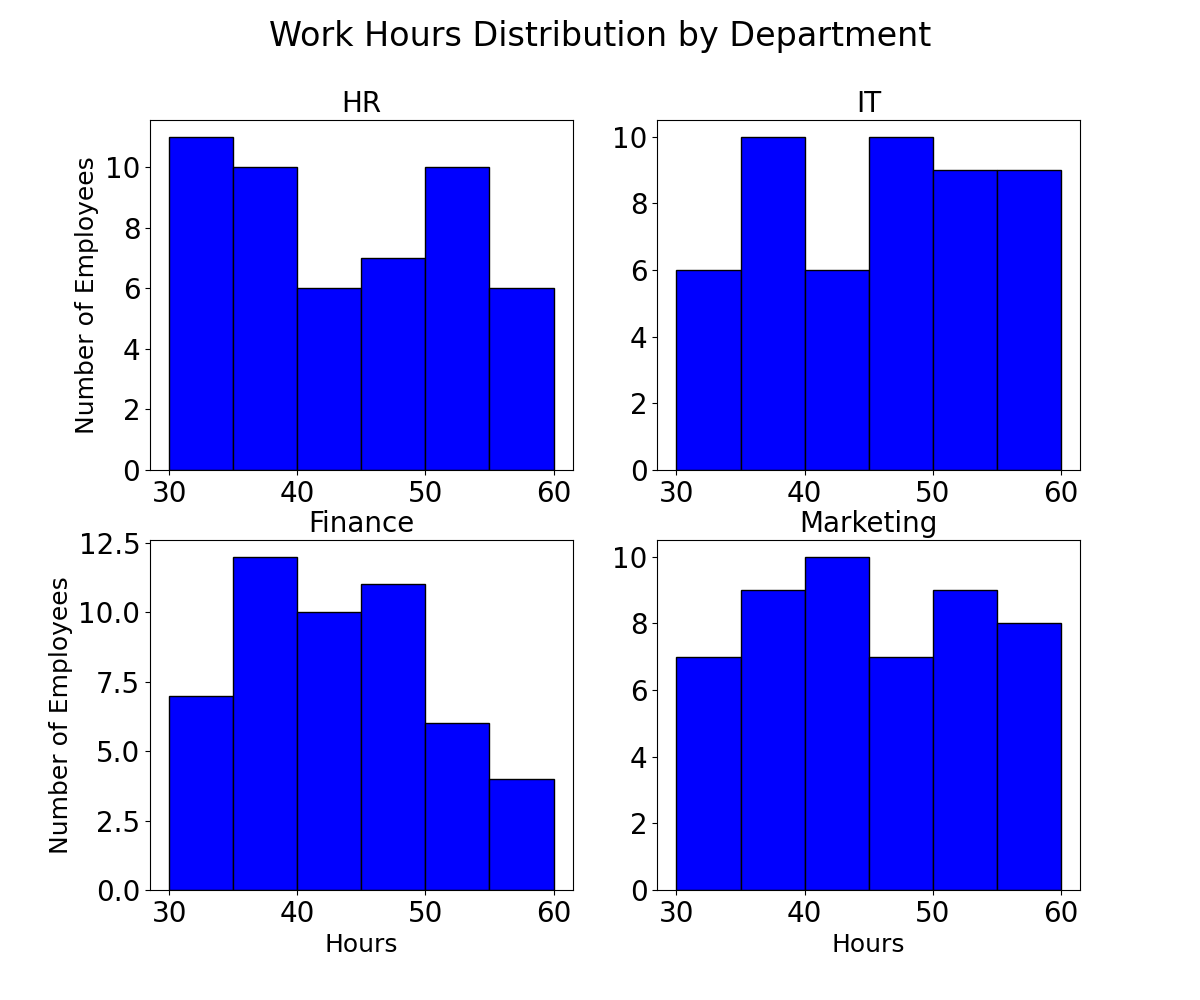 Work Hours Distribution by Department
HR
Number of Employees
10
8
6
4
2
0
30 40 50 60
IT
10
8
6
4
2
0
30 40 50 60
Finance
Number of Employees
12.5
10.0
7.5
5.0
2.5
0.0
30 40 50 60
Hours
Marketing
10
8
6
4
2
0
30 40 50 60
Hours